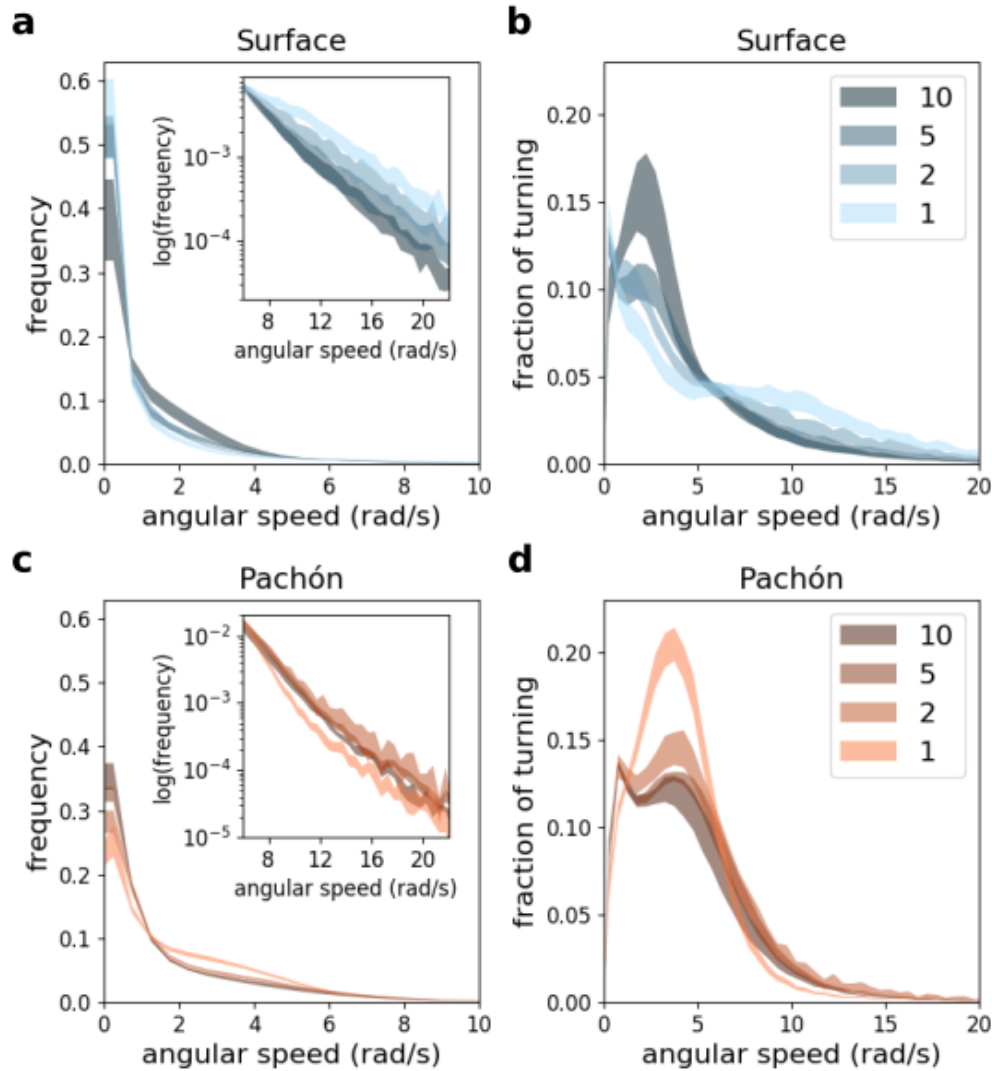 a
Surface
frequency
0.6
0.5
0.4
0.3
0.2
0.1
0.0
0 2 4 6 8 10
angular speed (rad/s)
log(frequency)
10⁻³
10⁻⁴
8 12 16 20
angular speed (rad/s)
b
Surface
fraction of turning
0.20
0.15
0.10
0.05
0.00
0 5 10 15 20
angular speed (rad/s)
10
5
2
1
c
Pachón
frequency
0.6
0.5
0.4
0.3
0.2
0.1
0.0
0 2 4 6 8 10
angular speed (rad/s)
log(frequency)
10⁻²
10⁻³
10⁻⁴
10⁻⁵
8 12 16 20
angular speed (rad/s)
d
Pachón
fraction of turning
0.20
0.15
0.10
0.05
0.00
0 5 10 15 20
angular speed (rad/s)
10
5
2
1